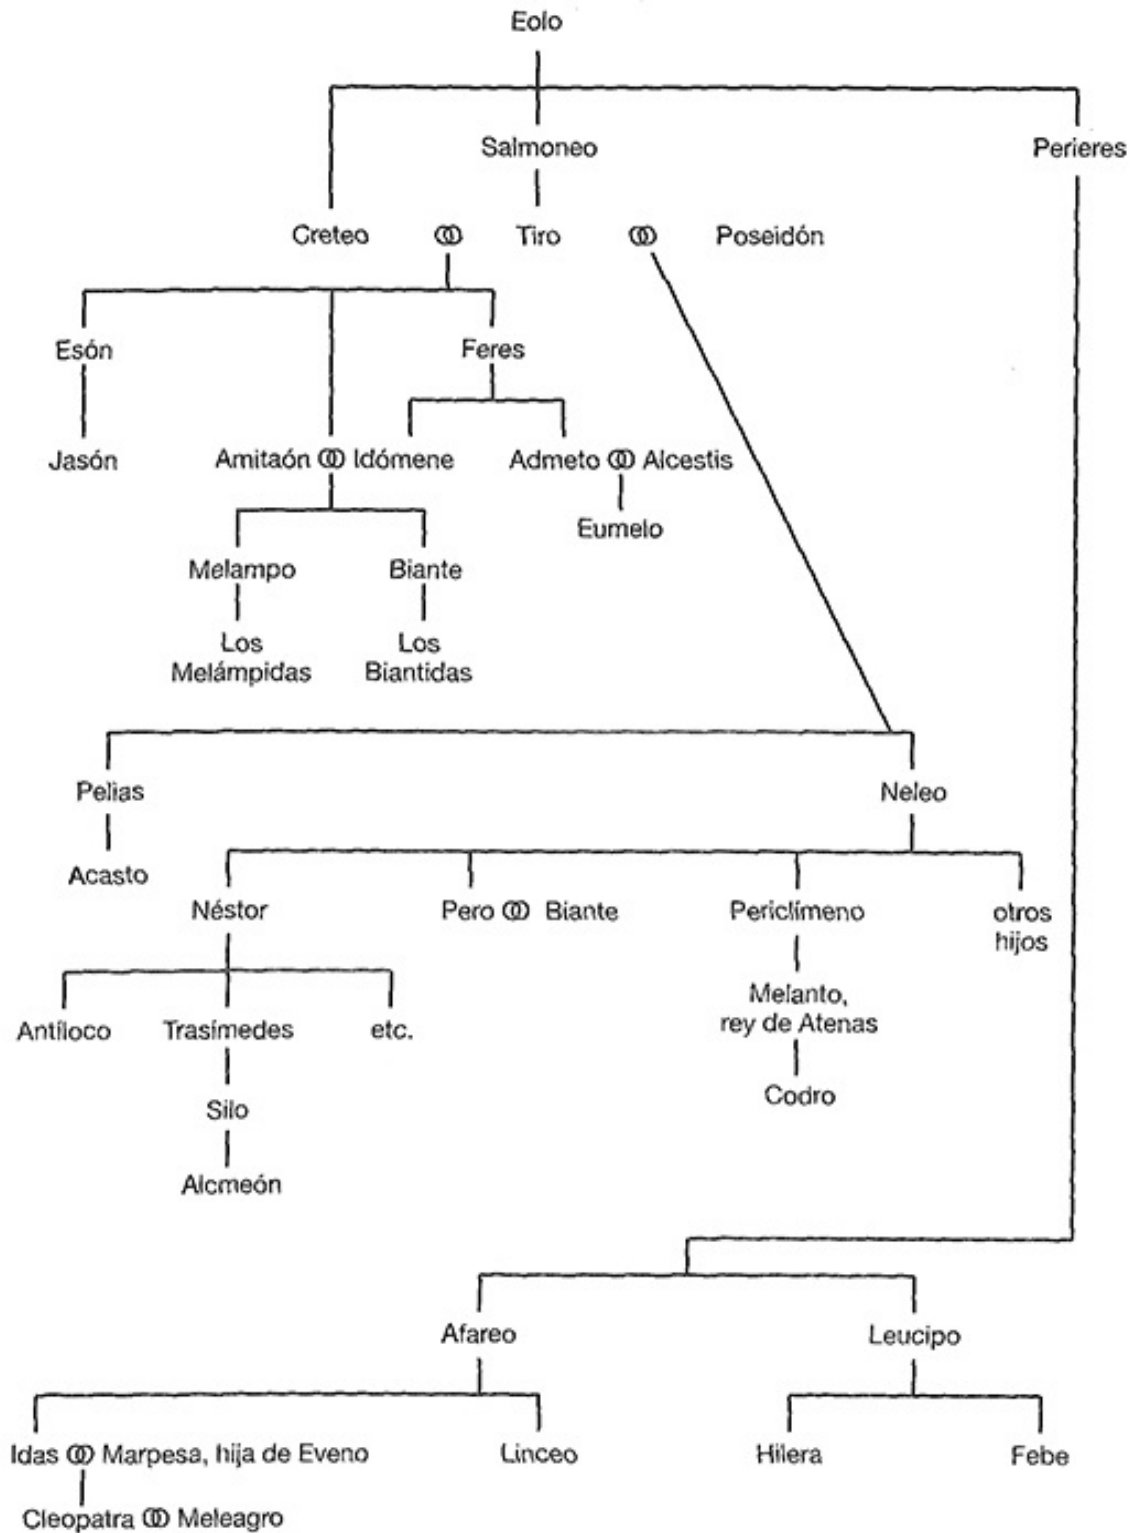 Eolo
Salmoneo
Perieres
Creteo ⚭ Tiro ⚭ Poseidón
Esón
Feres
Jasón
Amitaón ⚭ Idómene
Admeto ⚭ Alcestis
Eumelo
Melampo
Biante
Los
Melámpidas
Los
Biantidas
Pelias
Neleo
Acasto
Néstor
Pero ⚭ Biante
Periclímeno
otros
hijos
Antíloco
Trasímedes
etc.
Melanto,
rey de Atenas
Codro
Silo
Alcmeón
Afareo
Leucipo
Idas ⚭ Marpesa, hija de Eveno
Linceo
Hilera
Febe
Cleopatra ⚭ Meleagro